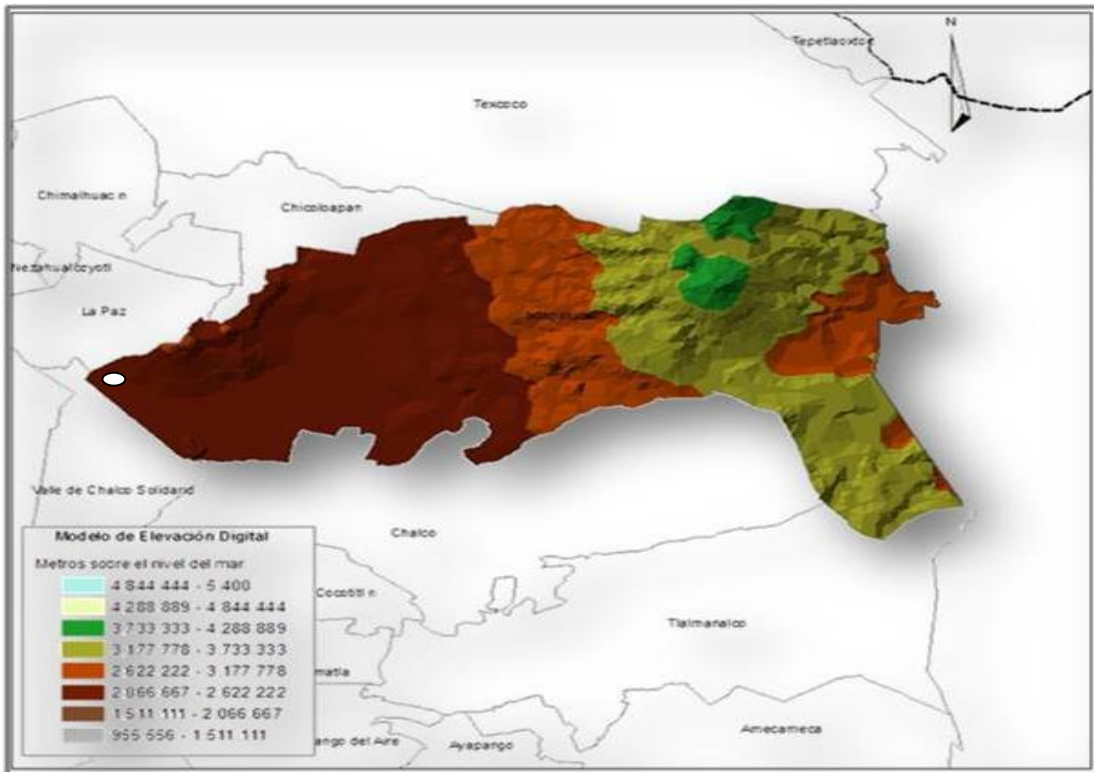 N
Tepetlaoxtoc
Texcoco
Chimalhuac n
Chicoloapan
Nezahualcoyotl
La Paz
Valle de Chalco Solidarid
Chalco
Modelo de Elevación Digital
Metros sobre el nivel del mar
4 844 444 - 5 400
4 288 889 - 4 844 444
3 733 333 - 4 288 889
3 177 778 - 3 733 333
2 622 222 - 3 177 778
2 066 667 - 2 622 222
1 511 111 - 2 066 667
955 556 - 1 511 111
Cocotitl n
Tlalmanalco
matla
ango del Aire
Ayapango
Amecameca